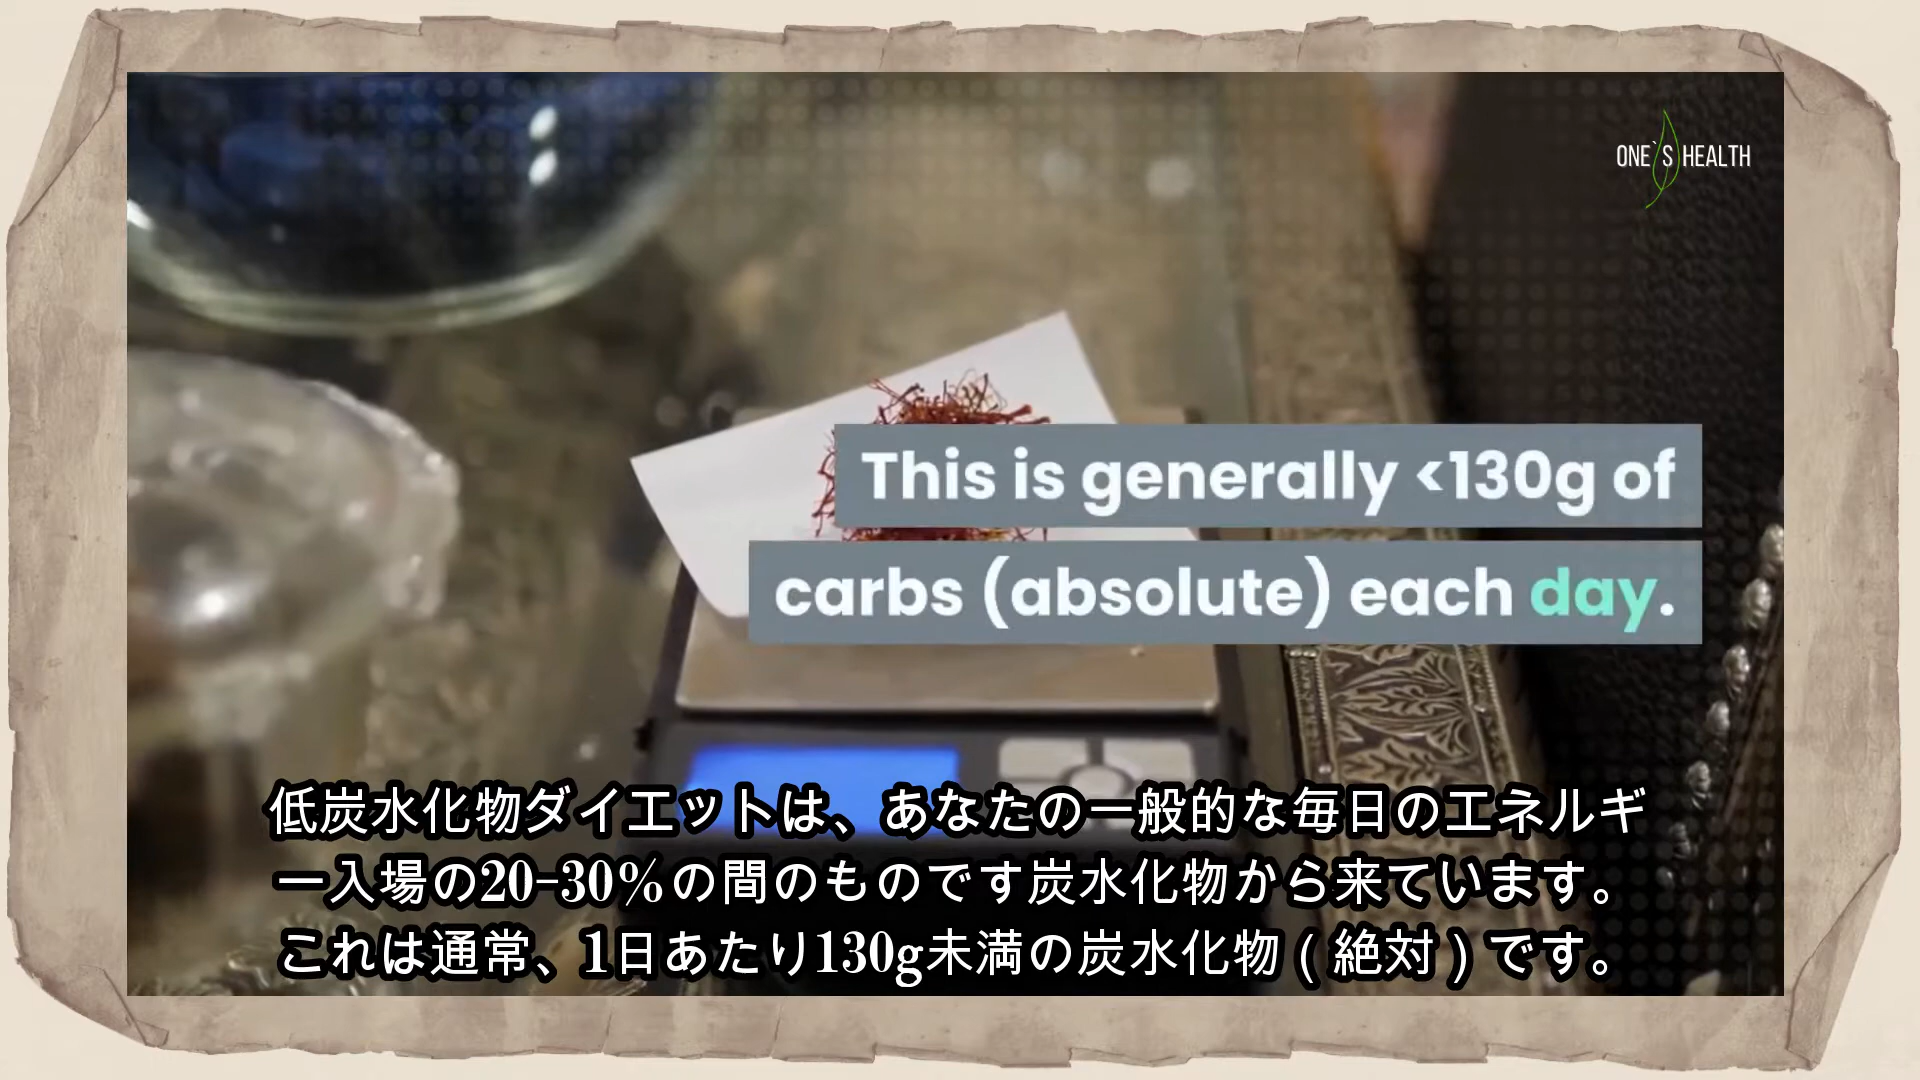 ONE`S HEALTH
This is generally <130g of
carbs (absolute) each day.
低炭水化物ダイエットは、あなたの一般的な毎日のエネルギ
ー入場の20-30%の間のものです炭水化物から来ています。
これは通常、1日あたり130g未満の炭水化物(絶対)です。